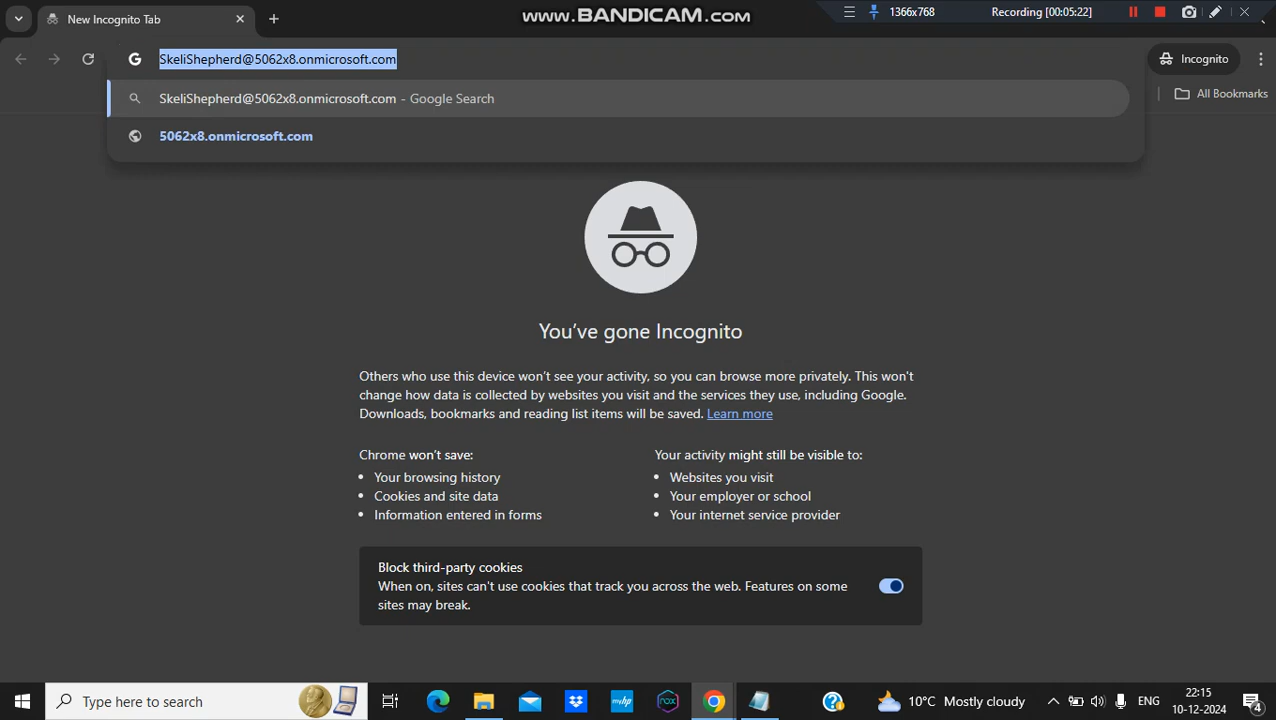 New Incognito Tab
www.BANDICAM.com
1366x768
Recording [00:05:22]
SkeliShepherd@5062x8.onmicrosoft.com
Incognito
SkeliShepherd@5062x8.onmicrosoft.com - Google Search
All Bookmarks
5062x8.onmicrosoft.com
You've gone Incognito
Others who use this device won't see your activity, so you can browse more privately. This won't
change how data is collected by websites you visit and the services they use, including Google.
Downloads, bookmarks and reading list items will be saved. Learn more
Chrome won't save:
Your browsing history
Cookies and site data
Information entered in forms
Your activity might still be visible to:
Websites you visit
Your employer or school
Your internet service provider
Block third-party cookies
When on, sites can't use cookies that track you across the web. Features on some
sites may break.
Type here to search
10°C Mostly cloudy
ENG
22:15
10-12-2024
4